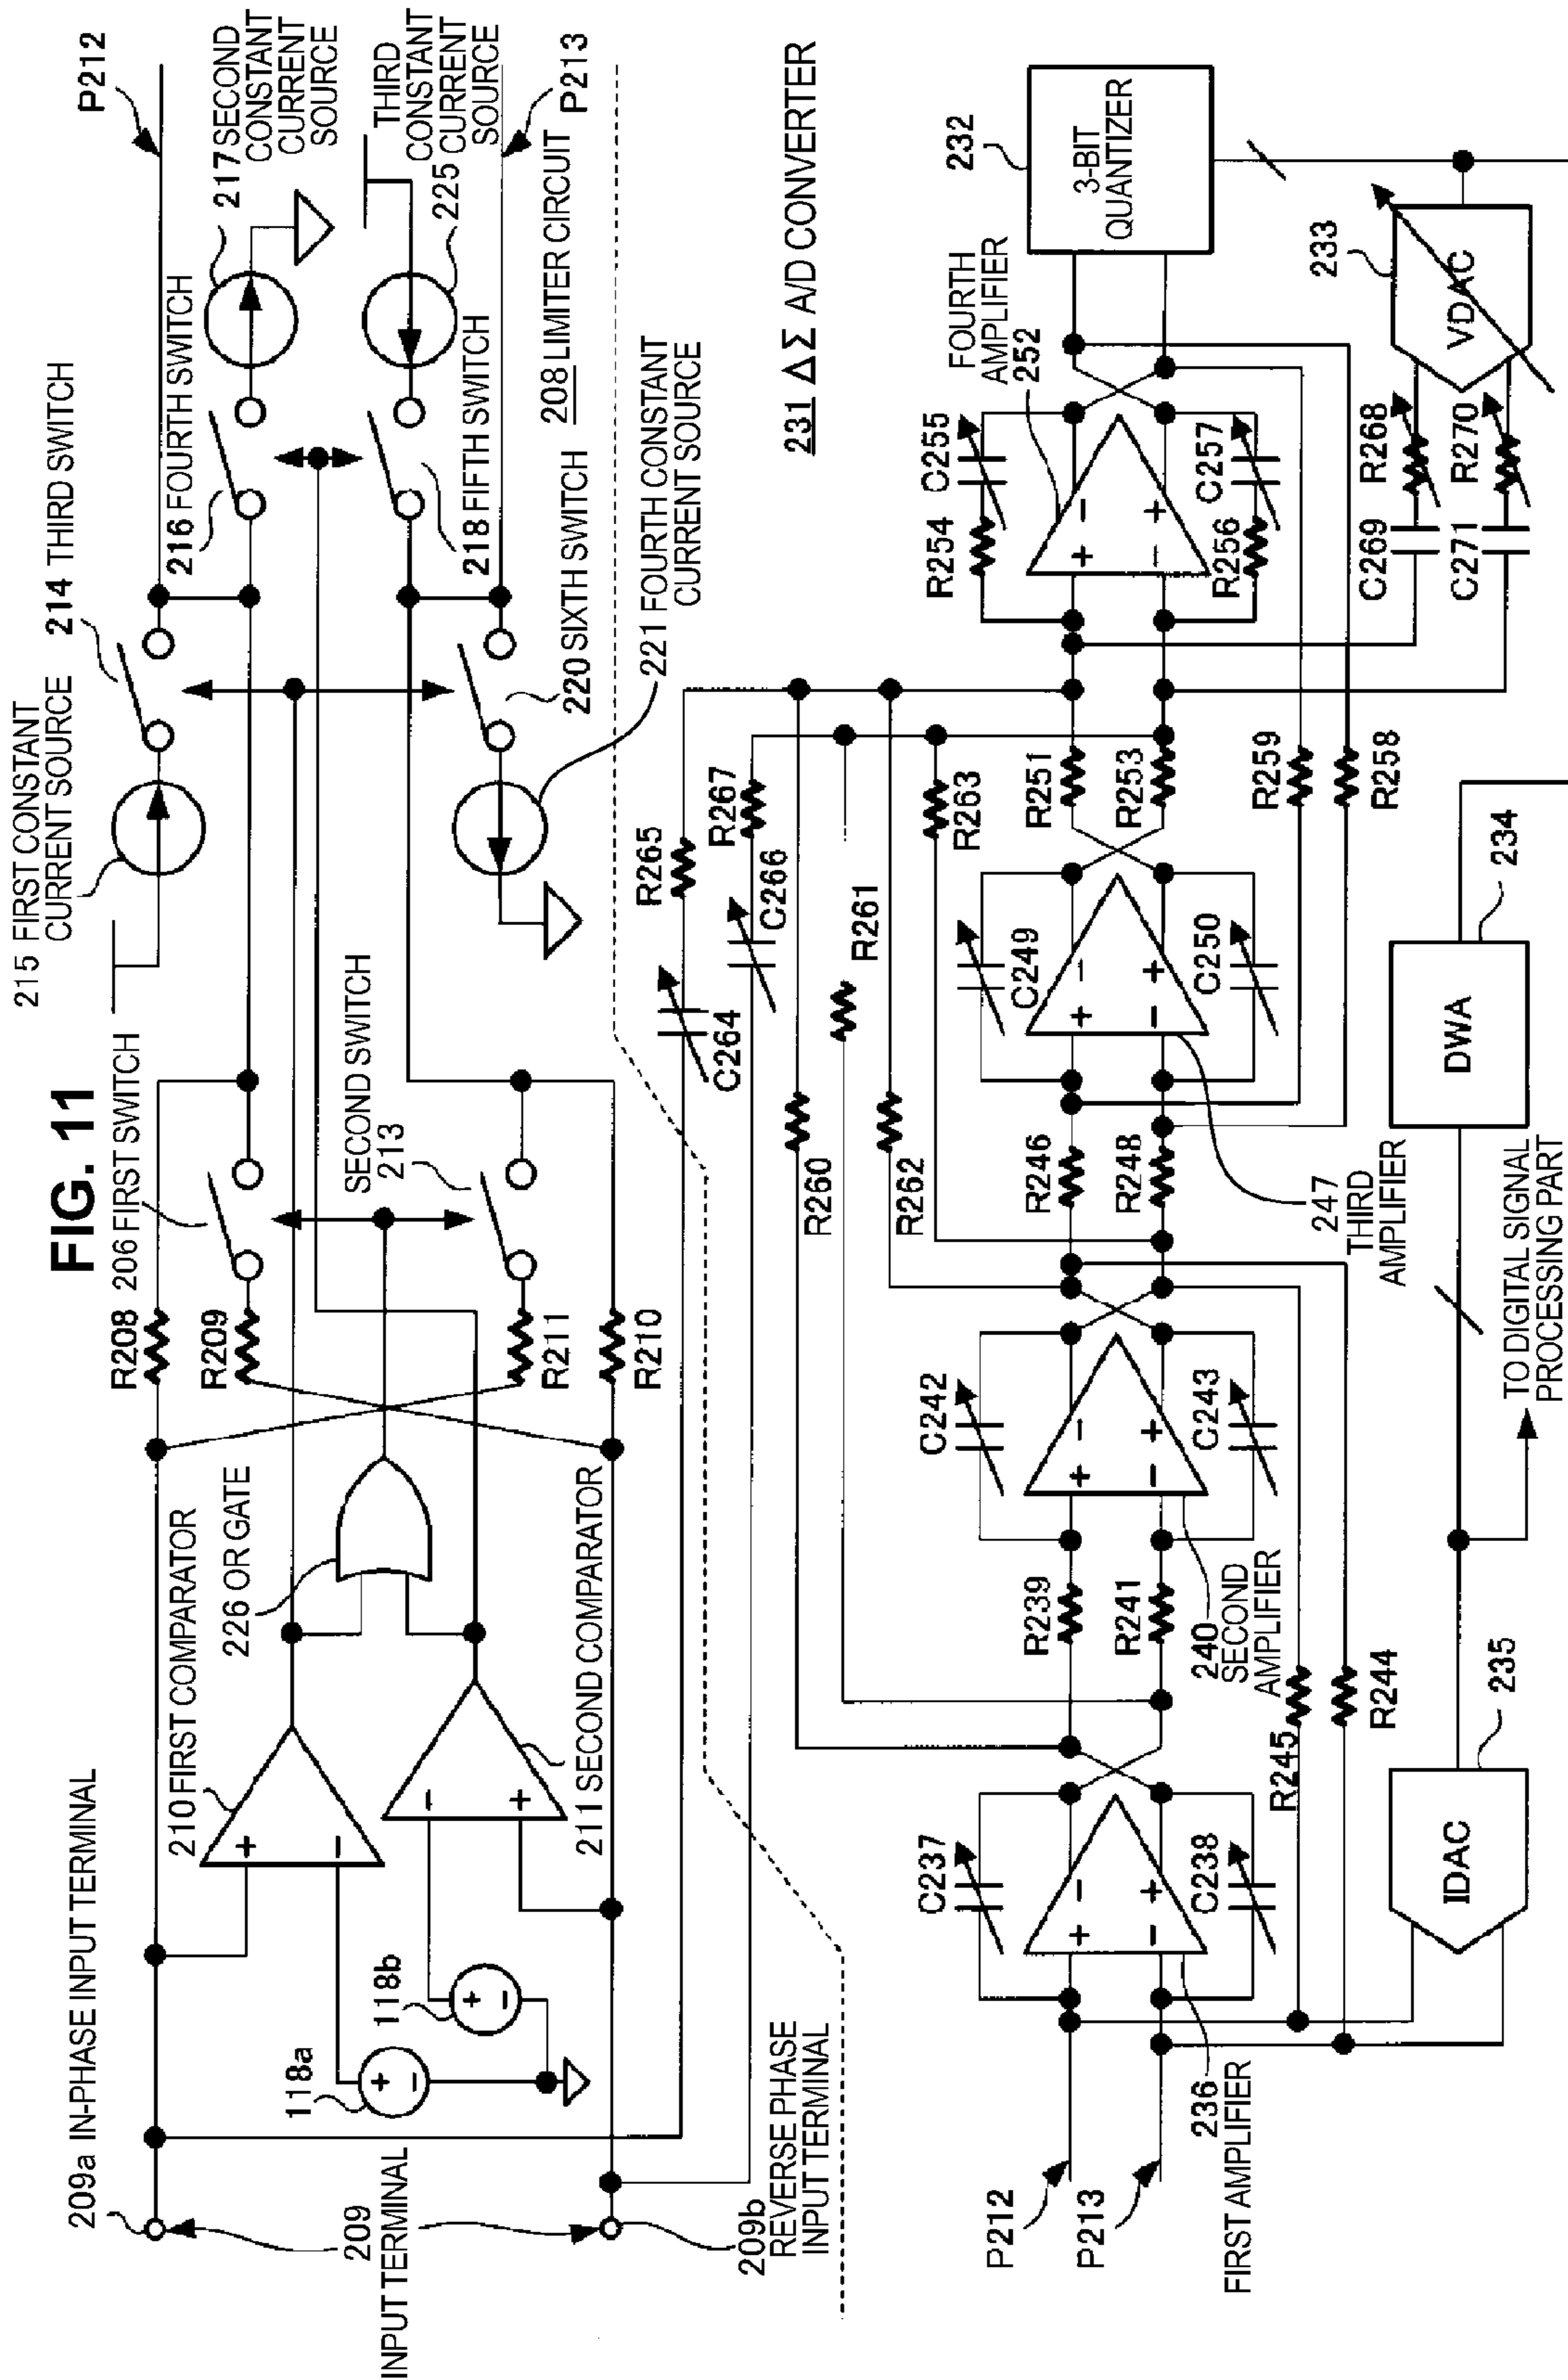 FIG. 11
209a IN-PHASE INPUT TERMINAL
209
INPUT TERMINAL
209b
REVERSE PHASE
INPUT TERMINAL
118a
118b
210 FIRST COMPARATOR
+
−
211 SECOND COMPARATOR
−
+
226 OR GATE
R208
R209
R211
R210
206 FIRST SWITCH
SECOND SWITCH
213
215 FIRST CONSTANT
CURRENT SOURCE
214 THIRD SWITCH
216 FOURTH SWITCH
217 SECOND
CONSTANT
CURRENT
SOURCE
P212
THIRD
CONSTANT
CURRENT
SOURCE
225
218 FIFTH SWITCH
P213
208 LIMITER CIRCUIT
220 SIXTH SWITCH
221 FOURTH CONSTANT
CURRENT SOURCE
231 ΔΣ A/D CONVERTER
C264
R265
C266
R267
R260
R261
R262
R263
P212
P213
FIRST AMPLIFIER
236
C237
C238
R239
R241
240
SECOND
AMPLIFIER
C242
C243
R245
R244
R246
R248
247
THIRD
AMPLIFIER
C249
C250
R251
R253
R259
R258
R254
C255
R256
C257
FOURTH
AMPLIFIER
252
C269
R268
C271
R270
232
3-BIT
QUANTIZER
233
VDAC
234
DWA
TO DIGITAL SIGNAL
PROCESSING PART
235
IDAC